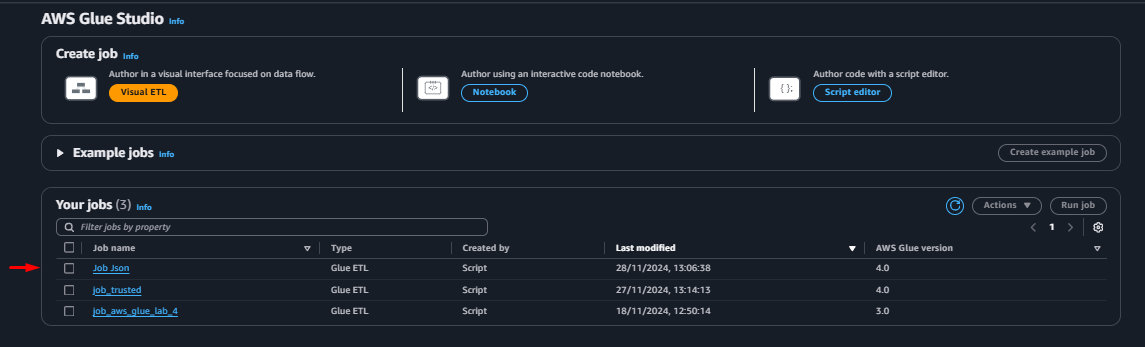 AWS Glue Studio Info
Create job Info
Author in a visual interface focused on data flow.
Visual ETL
Author using an interactive code notebook.
Notebook
Author code with a script editor.
Script editor
Example jobs Info
Create example job
Your jobs (3) Info
Actions
Run job
Filter jobs by property
1
Job name Type Created by Last modified AWS Glue version
Job Json Glue ETL Script 28/11/2024, 13:06:38 4.0
job_trusted Glue ETL Script 27/11/2024, 13:14:13 4.0
job_aws_glue_lab_4 Glue ETL Script 18/11/2024, 12:50:14 3.0